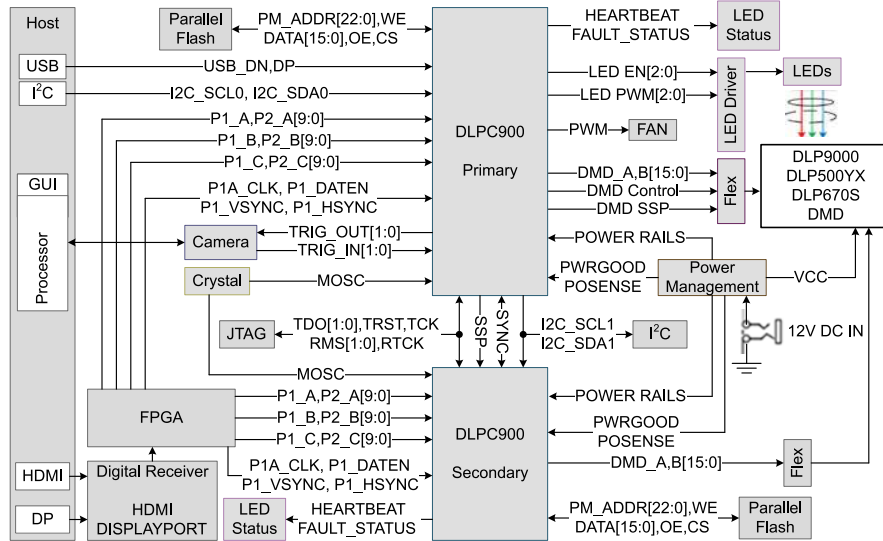 Host
Parallel
Flash
PM_ADDR[22:0],WE
DATA[15:0],OE,CS
HEARTBEAT
FAULT_STATUS
LED
Status
USB
USB_DN,DP
I2C
I2C_SCL0, I2C_SDA0
P1_A,P2_A[9:0]
P1_B,P2_B[9:0]
P1_C,P2_C[9:0]
P1A_CLK, P1_DATEN
P1_VSYNC, P1_HSYNC
DLPC900
Primary
LED EN[2:0]
LED PWM[2:0]
LED Driver
LEDs
PWM
FAN
DMD_A,B[15:0]
DMD Control
DMD SSP
Flex
DLP9000
DLP500YX
DLP670S
DMD
GUI
Processor
Camera
TRIG_OUT[1:0]
TRIG_IN[1:0]
Crystal
MOSC
POWER RAILS
PWRGOOD
POSENSE
Power
Management
VCC
12V DC IN
JTAG
TDO[1:0],TRST,TCK
RMS[1:0],RTCK
SSP
SYNC
I2C_SCL1
I2C_SDA1
I2C
MOSC
FPGA
P1_A,P2_A[9:0]
P1_B,P2_B[9:0]
P1_C,P2_C[9:0]
P1A_CLK, P1_DATEN
P1_VSYNC, P1_HSYNC
DLPC900
Secondary
POWER RAILS
PWRGOOD
POSENSE
DMD_A,B[15:0]
Flex
HDMI
DP
Digital Receiver
HDMI
DISPLAYPORT
LED
Status
HEARTBEAT
FAULT_STATUS
PM_ADDR[22:0],WE
DATA[15:0],OE,CS
Parallel
Flash